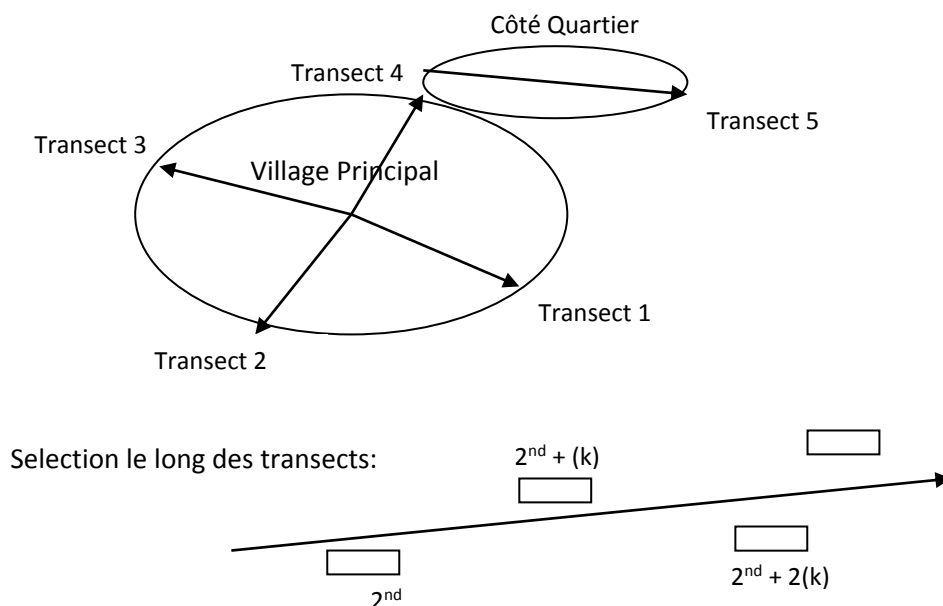 Côté Quartier
Transect 4
Transect 5
Transect 3
Village Principal
Transect 1
Transect 2
Selection le long des transects:
2nd + (k)
2nd
2nd + 2(k)